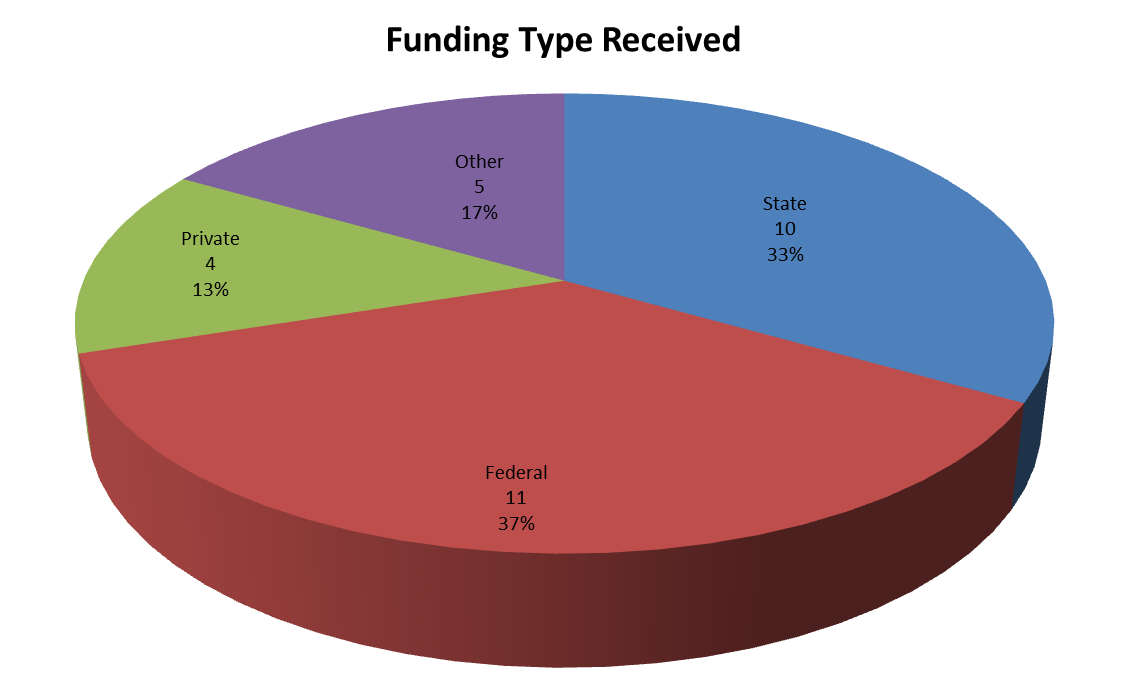 Funding Type Received
Other
5
17%
State
10
33%
Private
4
13%
Federal
11
37%